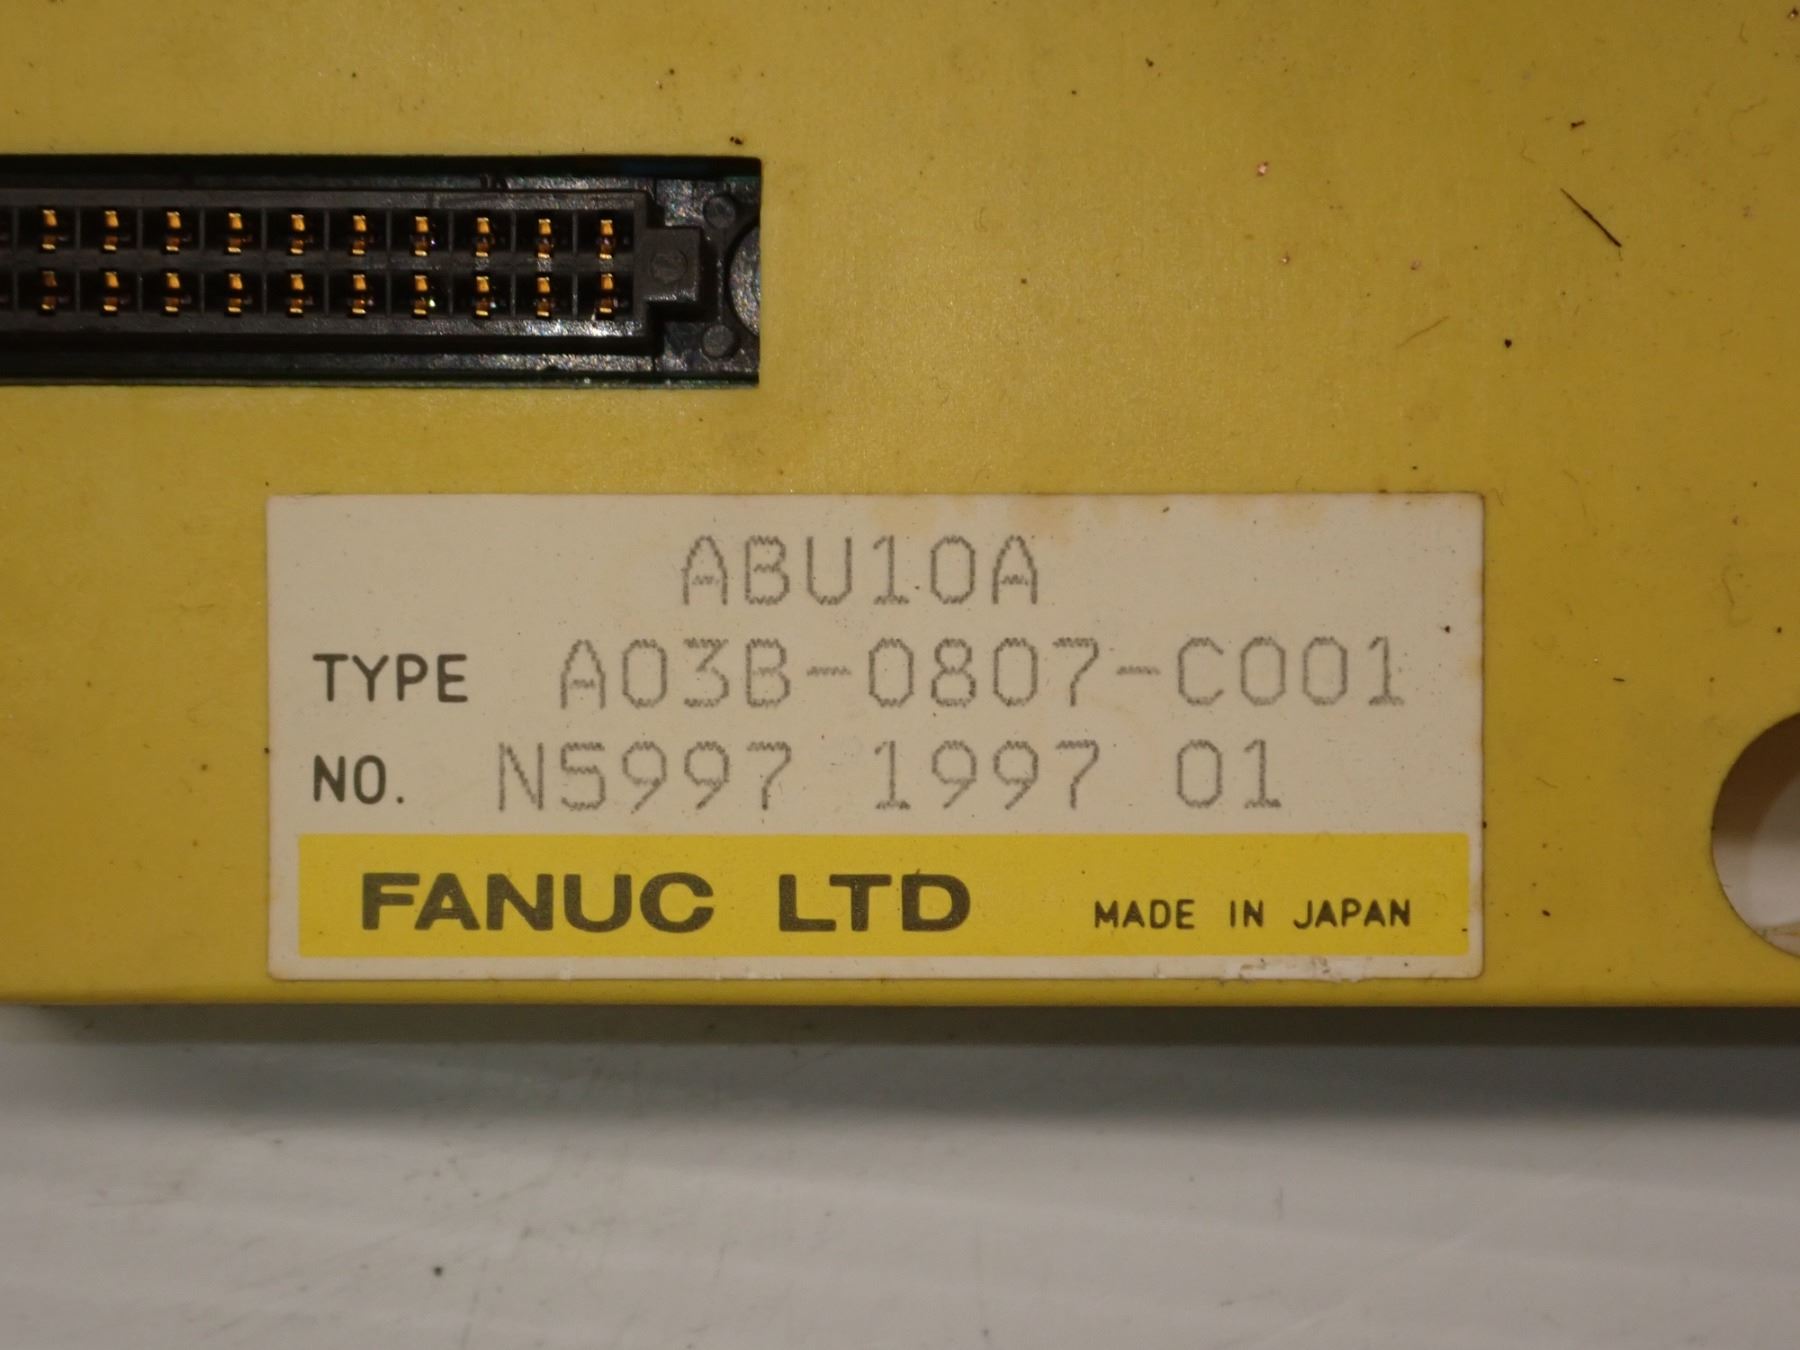 ABU10A
TYPE A03B-0807-C001
NO. N5997 1997 01
FANUC LTD MADE IN JAPAN